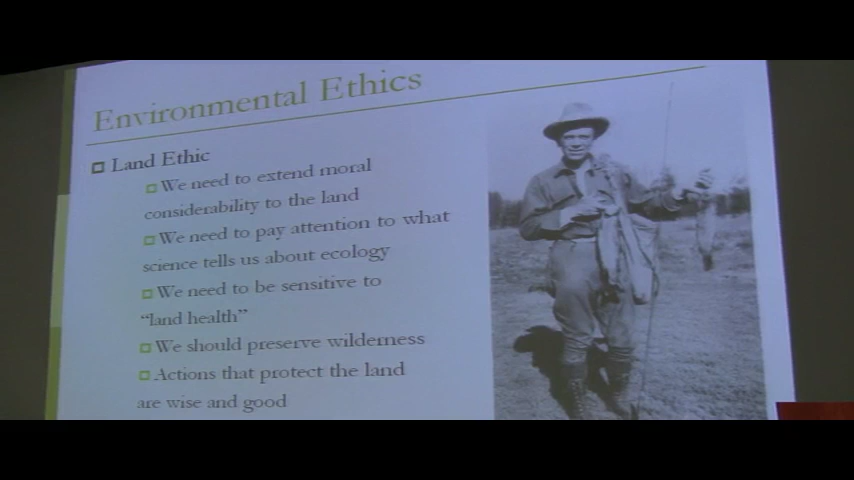 Environmental Ethics
Land Ethic
We need to extend moral
considerability to the land
We need to pay attention to what
science tells us about ecology
We need to be sensitive to
“land health”
We should preserve wilderness
Actions that protect the land
are wise and good